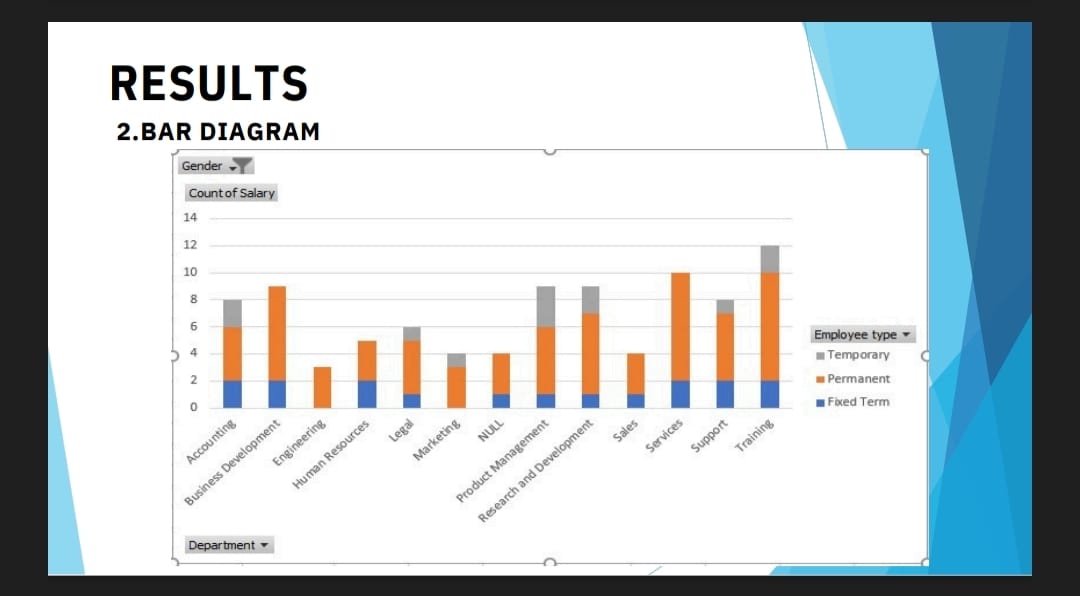 RESULTS
2.BAR DIAGRAM
Gender
Count of Salary
14
12
10
8
6
4
2
0
Accounting
Business Development
Engineering
Human Resources
Legal
Marketing
NULL
Product Management
Research and Development
Sales
Services
Support
Training
Employee type
Temporary
Permanent
Fixed Term
Department